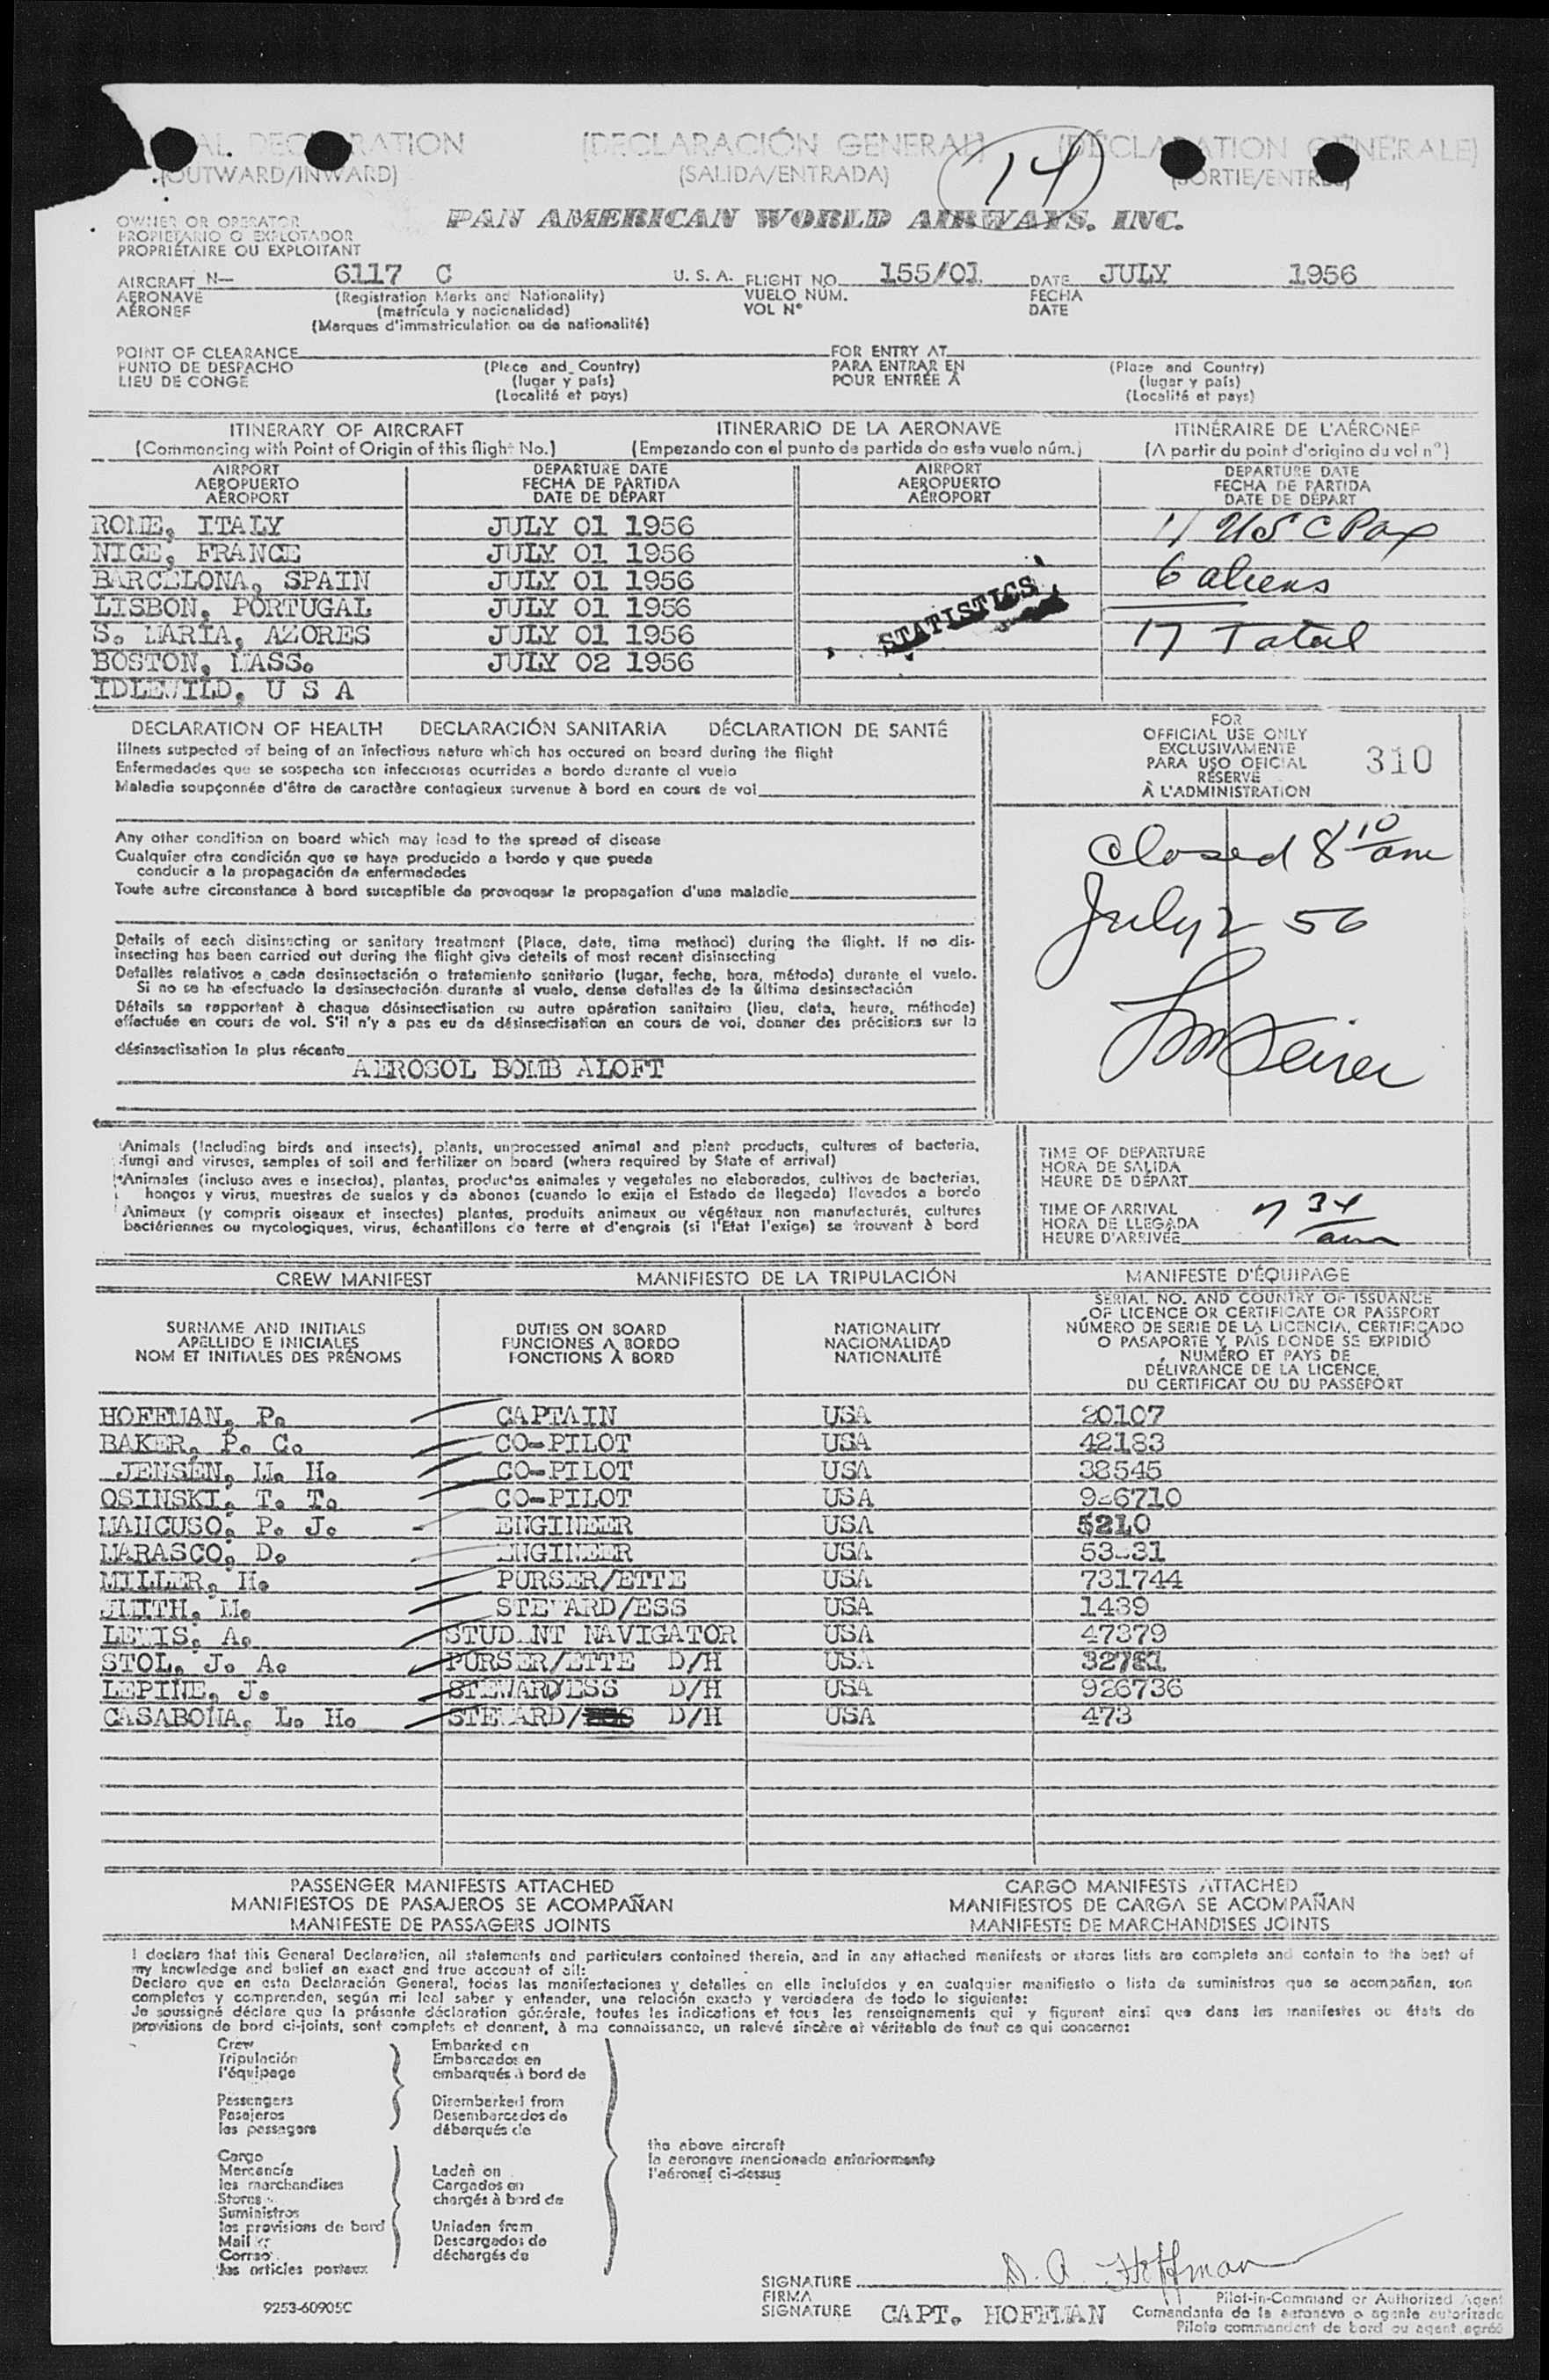 RATION (DECLARACIÓN GENERAL) (DÉCLARATION GÉNÉRALE)
(OUTWARD/INWARD) (SALIDA/ENTRADA) (SORTIE/ENTRÉE)
14
OWNER OR OPERATOR
PROPIETARIO O EXPLOTADOR
PROPRIÉTAIRE OU EXPLOITANT
PAN AMERICAN WORLD AIRWAYS, INC.
AIRCRAFT N— 6117 C U. S. A. FLIGHT NO. 155/01 DATE JULY 1956
AERONAVE (Registration Marks and Nationality) VUELO NÚM. FECHA
AÉRONEF (matrícula y nacionalidad) VOL Nº DATE
(Marques d'immatriculation ou de nationalité)
POINT OF CLEARANCE FOR ENTRY AT
PUNTO DE DESPACHO (Place and Country) PARA ENTRAR EN (Place and Country)
LIEU DE CONGÉ (lugar y país) POUR ENTRÉE À (lugar y país)
(Localité et pays) (Localité et pays)
ITINERARY OF AIRCRAFT ITINERARIO DE LA AERONAVE ITINÉRAIRE DE L'AÉRONEF
(Commencing with Point of Origin of this flight No.) (Empezando con el punto de partida de este vuelo núm.) (A partir du point d'origine du vol nº)
AIRPORT DEPARTURE DATE AIRPORT DEPARTURE DATE
AEROPUERTO FECHA DE PARTIDA AEROPUERTO FECHA DE PARTIDA
AÉROPORT DATE DE DÉPART AÉROPORT DATE DE DÉPART
ROME, ITALY JULY 01 1956 11 USC Pax
NICE, FRANCE JULY 01 1956
BARCELONA, SPAIN JULY 01 1956 6 aliens
LISBON, PORTUGAL JULY 01 1956 STATISTICS
S. MARIA, AZORES JULY 01 1956 17 Total
BOSTON, MASS. JULY 02 1956
IDLEWILD, U S A
DECLARATION OF HEALTH DECLARACIÓN SANITARIA DÉCLARATION DE SANTÉ
Illness suspected of being of an infectious nature which has occured on board during the flight
Enfermedades que se sospecha son infecciosas ocurridas a bordo durante el vuelo
Maladie soupçonnée d'être de caractère contagieux survenue à bord en cours de vol
FOR
OFFICIAL USE ONLY
EXCLUSIVAMENTE
PARA USO OFICIAL
RÉSERVÉ
À L'ADMINISTRATION
310
Any other condition on board which may lead to the spread of disease
Cualquier otra condición que se haya producido a bordo y que pueda
conducir a la propagación de enfermedades
Toute autre circonstance à bord susceptible de provoquer la propagation d'une maladie
closed 8 10 am
July 2 56
Details of each disinsecting or sanitary treatment (Place, date, time method) during the flight. If no dis-
insecting has been carried out during the flight give details of most recent disinsecting
Detalles relativos a cada desinsectación o tratamiento sanitario (lugar, fecha, hora, método) durante el vuelo.
Si no se ha efectuado la desinsectación durante el vuelo, dense detalles de la última desinsectación
Détails se rapportant à chaque désinsectisation ou autre opération sanitaire (lieu, date, heure, méthode)
effectuée en cours de vol. S'il n'y a pas eu de désinsectisation en cours de vol, donner des précisions sur la
désinsectisation la plus récente
AEROSOL BOMB ALOFT
Animals (Including birds and insects), plants, unprocessed animal and plant products, cultures of bacteria,
fungi and viruses, samples of soil and fertilizer on board (where required by State of arrival)
*Animales (incluso aves e insectos), plantas, productos animales y vegetales no elaborados, cultivos de bacterias,
hongos y virus, muestras de suelos y de abonos (cuando lo exija el Estado de llegada) llevados a bordo
Animaux (y compris oiseaux et insectes) plantes, produits animaux ou végétaux non manufacturés, cultures
bactériennes ou mycologiques, virus, échantillons de terre et d'engrais (si l'Etat l'exige) se trouvant à bord
TIME OF DEPARTURE
HORA DE SALIDA
HEURE DE DÉPART
TIME OF ARRIVAL
HORA DE LLEGADA 7 34 am
HEURE D'ARRIVÉE
CREW MANIFEST MANIFIESTO DE LA TRIPULACIÓN MANIFESTE D'ÉQUIPAGE
SURNAME AND INITIALS
APELLIDO E INICIALES
NOM ET INITIALES DES PRÉNOMS
DUTIES ON BOARD
FUNCIONES A BORDO
FONCTIONS À BORD
NATIONALITY
NACIONALIDAD
NATIONALITÉ
SERIAL NO. AND COUNTRY OF ISSUANCE
OF LICENCE OR CERTIFICATE OR PASSPORT
NÚMERO DE SERIE DE LA LICENCIA, CERTIFICADO
O PASAPORTE Y PAÍS DONDE SE EXPIDIÓ
NUMÉRO ET PAYS DE
DÉLIVRANCE DE LA LICENCE,
DU CERTIFICAT OU DU PASSEPORT
HOFFMAN, P. CAPTAIN USA 20107
BAKER, P. C. CO-PILOT USA 42183
JENSEN, M. H. CO-PILOT USA 38545
OSINSKI, T. T. CO-PILOT USA
MANCUSO, P. J. ENGINEER USA 5210
MARASCO, D. ENGINEER USA
MILLER, H. PURSER/ETTE USA 731744
SMITH, M. STEWARD/ESS USA 1439
LEWIS, A. STUDENT NAVIGATOR USA 47379
STOL, J. A. PURSER/ETTE D/H USA 32781
LEPINE, J. STEWARD/ESS D/H USA 926736
CASABONA, L. H. STEWARD/ D/H USA 473
PASSENGER MANIFESTS ATTACHED CARGO MANIFESTS ATTACHED
MANIFIESTOS DE PASAJEROS SE ACOMPAÑAN MANIFIESTOS DE CARGA SE ACOMPAÑAN
MANIFESTE DE PASSAGERS JOINTS MANIFESTE DE MARCHANDISES JOINTS
I declare that this General Declaration, all statements and particulars contained therein, and in any attached manifests or stores lists are complete and contain to the best of
my knowledge and belief an exact and true account of all:
Declaro que en esta Declaración General, todas las manifestaciones y detalles en ella incluídos y en cualquier manifiesto o lista de suministros que se acompañan, son
completos y comprenden, según mi leal saber y entender, una relación exacta y verdadera de todo lo siguiente:
Je soussigné déclare que la présente déclaration générale, toutes les indications et tous les renseignements qui y figurent ainsi que dans les manifestes ou états de
provisions de bord ci-joints, sont complets et donnent, à ma connaissance, un relevé sincère et véritable de tout ce qui concerne:
Crew Embarked on
Tripulación Embarcados en
l'équipage embarqués à bord de
Passengers Disembarked from
Pasajeros Desembarcados de
les passagers débarqués de
the above aircraft
la aeronave mencionada anteriormente
l'aéronef ci-dessus
Cargo
Mercancía Laden on
les marchandises Cargados en
Stores chargés à bord de
Suministros
les provisions de bord Unladen from
Mail Descargados de
Correo déchargés de
les articles postaux
SIGNATURE D. A. Hoffman
FIRMA Pilot-in-Command or Authorized Agent
SIGNATURE CAPT. HOFFMAN Comandante de la aeronave o agente autorizado
Pilote commandant de bord ou agent agréé
9253-60905C